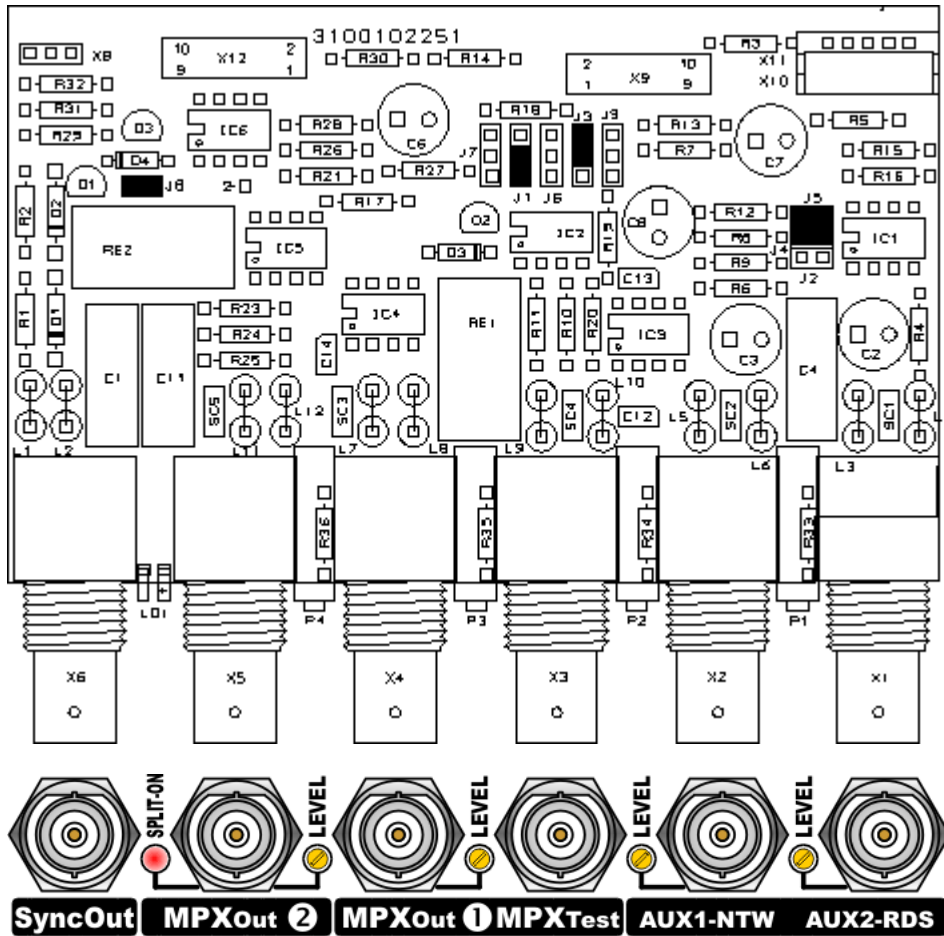 3100102251
X8
10 2
X12
9 1
R30 R14
R3
X11
X10
2 10
X9
1 9
R32
R31
R29
D3
D4
IC6
R28
R26
R21
C6
R27
R18
J3 J9
J7
J1 J6
R13
R7
C7
R5
R15
R16
D1
J8
2
R17
R2
D2
RE2
IC5
D2
D3
IC2
R19
C8
R12
R8
R9
R6
J5
J4
J2
IC1
C13
R1
D1
C1
C11
R23
R24
R25
C14
IC4
RE1
R11
R10
R20
IC3
C3
C4
C2
R4
SC5
L12
SC3
SC4
L10
C12
L5
SC2
SC1
L
L1 L2
L11
L7
L8
L9
L6
L3
R36
R35
R34
R33
LD1
P4
P3
P2
P1
X6 X5 X4 X3 X2 X1
SPLIT-ON
LEVEL
LEVEL
LEVEL
LEVEL
SyncOut MPXOut 2 MPXOut 1 MPXTest AUX1-NTW AUX2-RDS